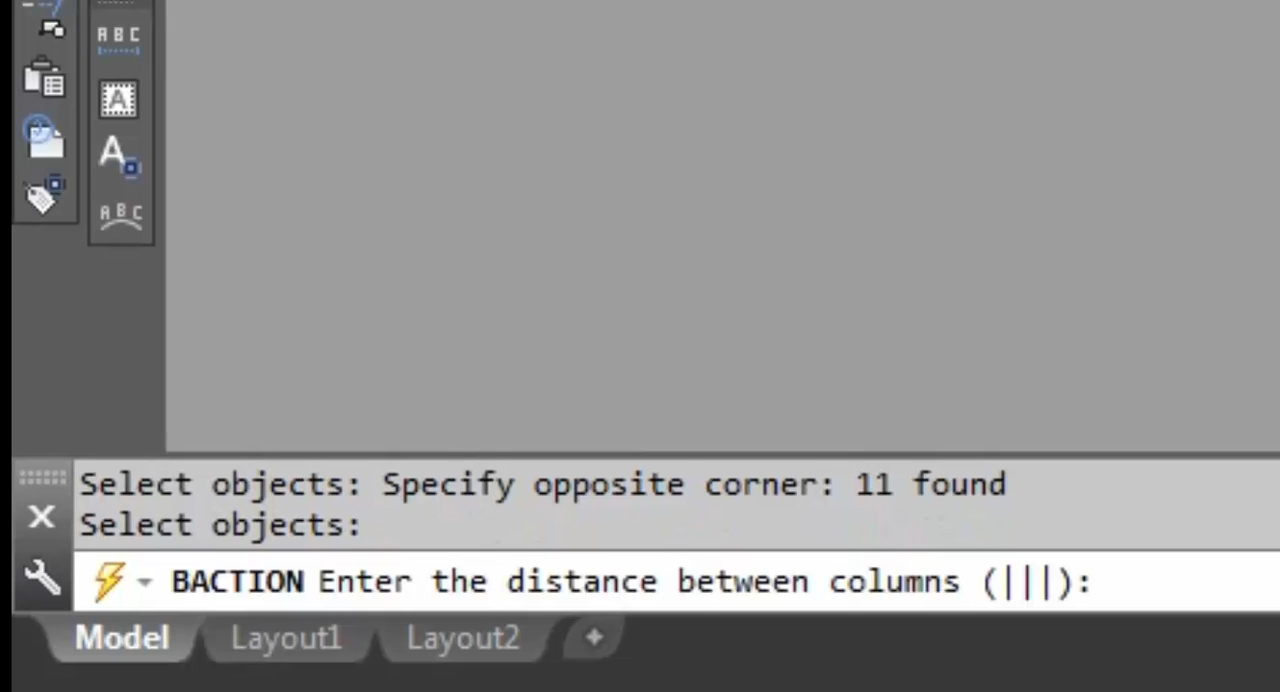 ABC
A
A
ABC
Select objects: Specify opposite corner: 11 found
Select objects:
BACTION Enter the distance between columns (|||):
Model Layout1 Layout2 +